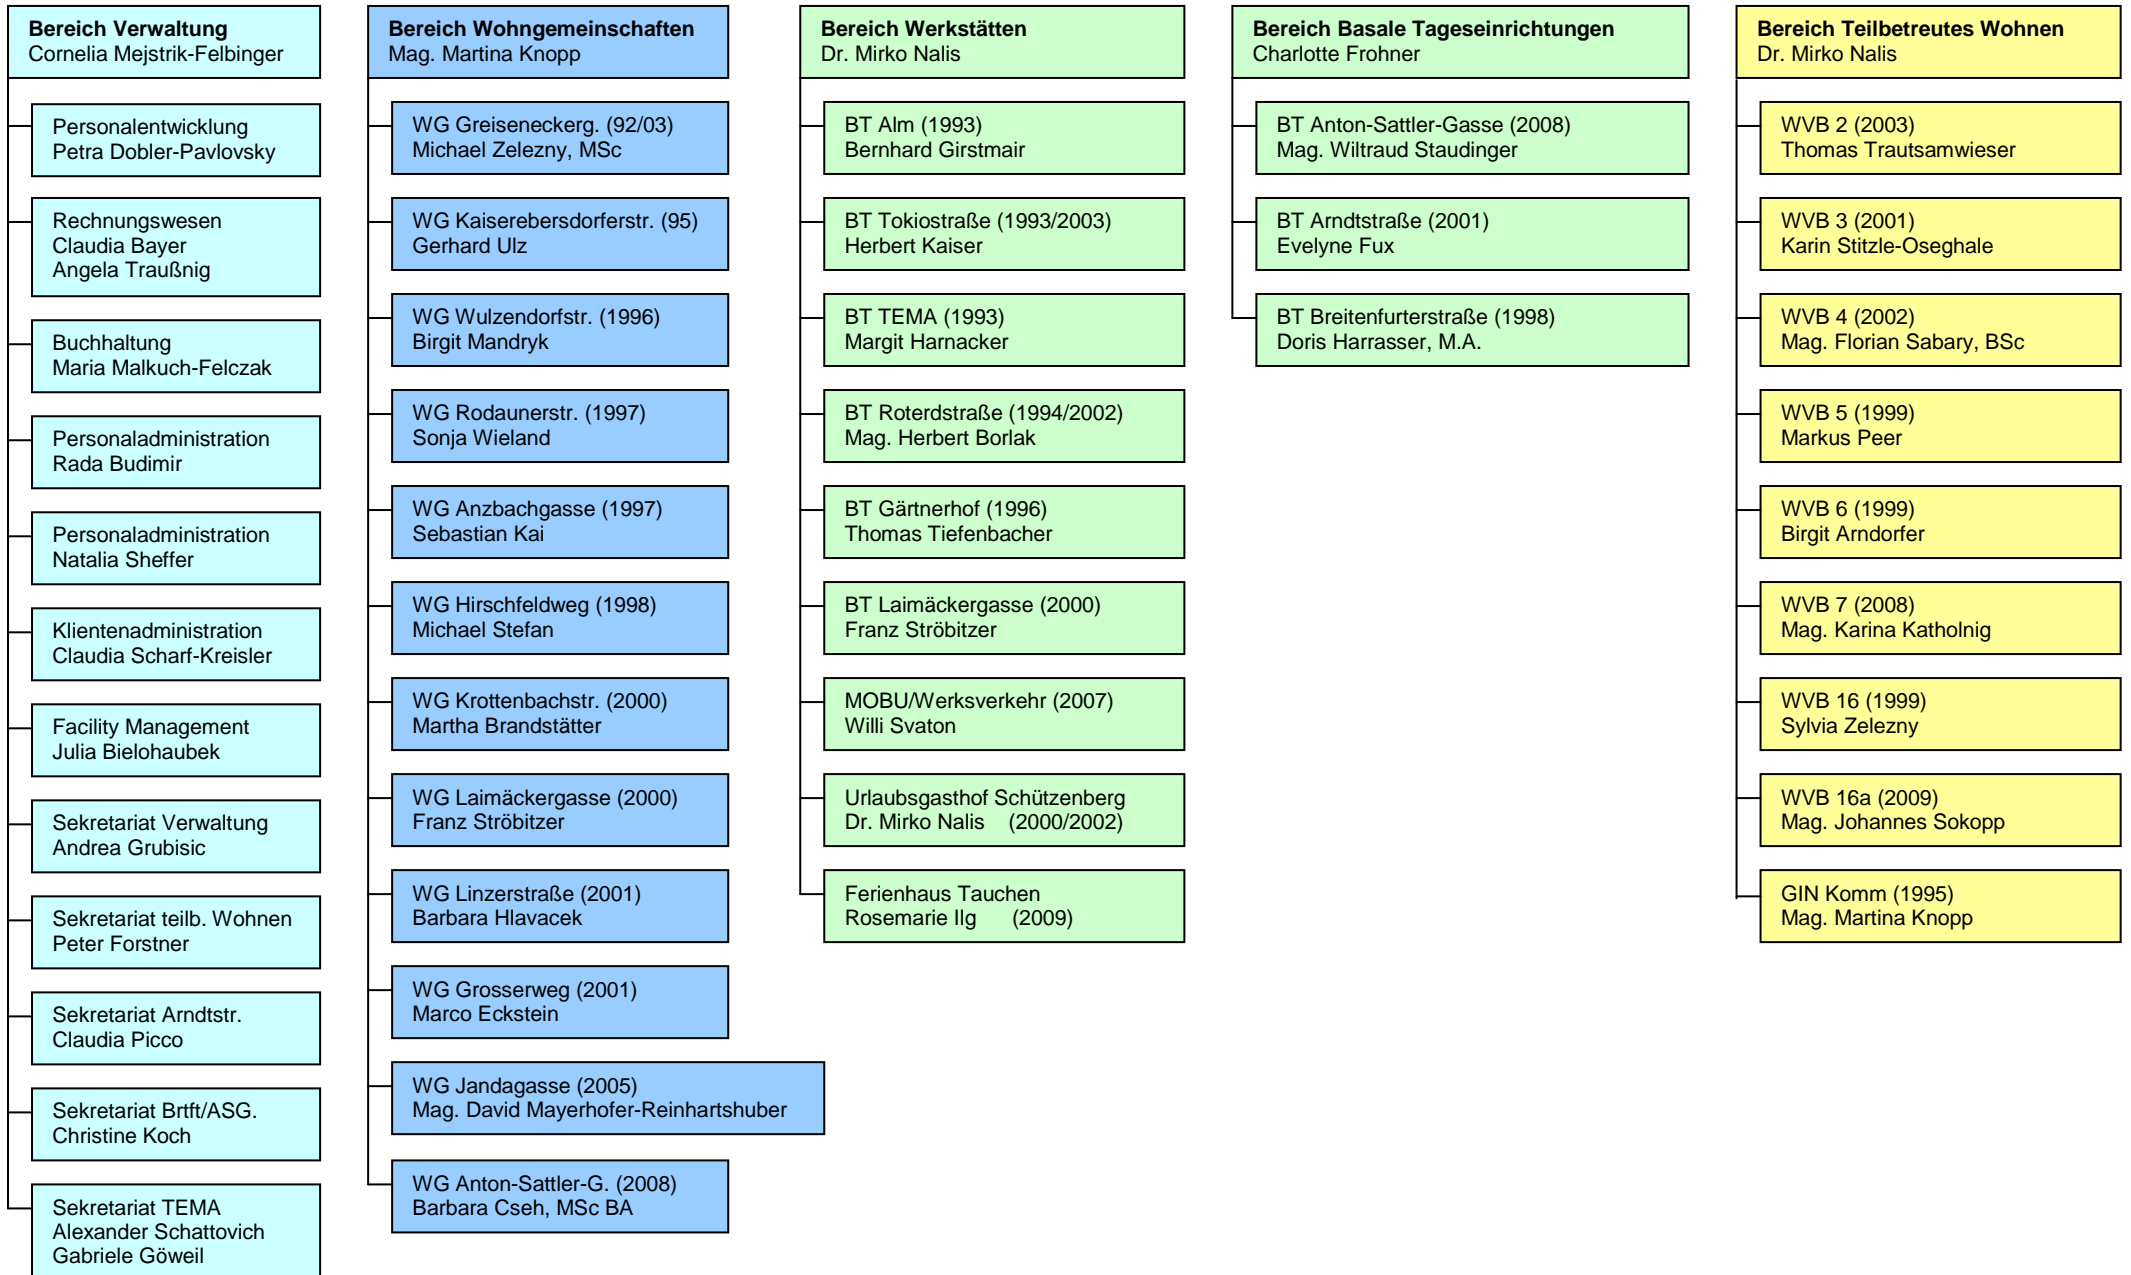 Bereich Verwaltung
Cornelia Mejstrik-Felbinger
Personalentwicklung
Petra Dobler-Pavlovsky
Rechnungswesen
Claudia Bayer
Angela Traußnig
Buchhaltung
Maria Malkuch-Felczak
Personaladministration
Rada Budimir
Personaladministration
Natalia Sheffer
Klientenadministration
Claudia Scharf-Kreisler
Facility Management
Julia Bielohaubek
Sekretariat Verwaltung
Andrea Grubisic
Sekretariat teilb. Wohnen
Peter Forstner
Sekretariat Arndtstr.
Claudia Picco
Sekretariat Brtft/ASG.
Christine Koch
Sekretariat TEMA
Alexander Schattovich
Gabriele Göweil
Bereich Wohngemeinschaften
Mag. Martina Knopp
WG Greiseneckerg. (92/03)
Michael Zelezny, MSc
WG Kaiserebersdorferstr. (95)
Gerhard Ulz
WG Wulzendorfstr. (1996)
Birgit Mandryk
WG Rodaunerstr. (1997)
Sonja Wieland
WG Anzbachgasse (1997)
Sebastian Kai
WG Hirschfeldweg (1998)
Michael Stefan
WG Krottenbachstr. (2000)
Martha Brandstätter
WG Laimäckergasse (2000)
Franz Ströbitzer
WG Linzerstraße (2001)
Barbara Hlavacek
WG Grosserweg (2001)
Marco Eckstein
WG Jandagasse (2005)
Mag. David Mayerhofer-Reinhartshuber
WG Anton-Sattler-G. (2008)
Barbara Cseh, MSc BA
Bereich Werkstätten
Dr. Mirko Nalis
BT Alm (1993)
Bernhard Girstmair
BT Tokiostraße (1993/2003)
Herbert Kaiser
BT TEMA (1993)
Margit Harnacker
BT Roterdstraße (1994/2002)
Mag. Herbert Borlak
BT Gärtnerhof (1996)
Thomas Tiefenbacher
BT Laimäckergasse (2000)
Franz Ströbitzer
MOBU/Werksverkehr (2007)
Willi Svaton
Urlaubsgasthof Schützenberg
Dr. Mirko Nalis (2000/2002)
Ferienhaus Tauchen
Rosemarie Ilg (2009)
Bereich Basale Tageseinrichtungen
Charlotte Frohner
BT Anton-Sattler-Gasse (2008)
Mag. Wiltraud Staudinger
BT Arndtstraße (2001)
Evelyne Fux
BT Breitenfurterstraße (1998)
Doris Harrasser, M.A.
Bereich Teilbetreutes Wohnen
Dr. Mirko Nalis
WVB 2 (2003)
Thomas Trautsamwieser
WVB 3 (2001)
Karin Stitzle-Oseghale
WVB 4 (2002)
Mag. Florian Sabary, BSc
WVB 5 (1999)
Markus Peer
WVB 6 (1999)
Birgit Arndorfer
WVB 7 (2008)
Mag. Karina Katholnig
WVB 16 (1999)
Sylvia Zelezny
WVB 16a (2009)
Mag. Johannes Sokopp
GIN Komm (1995)
Mag. Martina Knopp